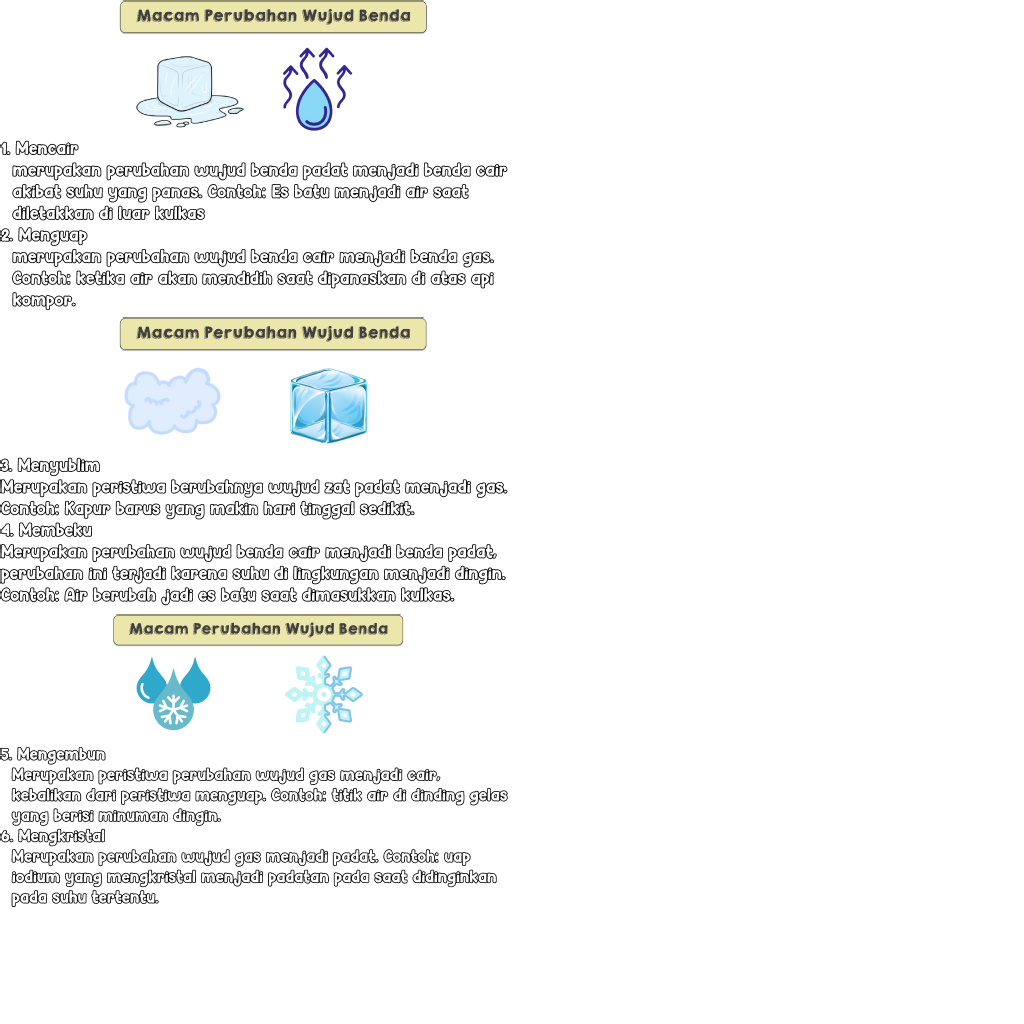 Macam Perubahan Wujud Benda
1. Mencair
merupakan perubahan wujud benda padat menjadi benda cair
akibat suhu yang panas. Contoh: Es batu menjadi air saat
diletakkan di luar kulkas
2. Menguap
merupakan perubahan wujud benda cair menjadi benda gas.
Contoh: ketika air akan mendidih saat dipanaskan di atas api
kompor.
Macam Perubahan Wujud Benda
3. Menyublim
Merupakan peristiwa berubahnya wujud zat padat menjadi gas.
Contoh: Kapur barus yang makin hari tinggal sedikit.
4. Membeku
Merupakan perubahan wujud benda cair menjadi benda padat,
perubahan ini terjadi karena suhu di lingkungan menjadi dingin.
Contoh: Air berubah jadi es batu saat dimasukkan kulkas.
Macam Perubahan Wujud Benda
5. Mengembun
Merupakan peristiwa perubahan wujud gas menjadi cair,
kebalikan dari peristiwa menguap. Contoh: titik air di dinding gelas
yang berisi minuman dingin.
6. Mengkristal
Merupakan perubahan wujud gas menjadi padat. Contoh: uap
iodium yang mengkristal menjadi padatan pada saat didinginkan
pada suhu tertentu.